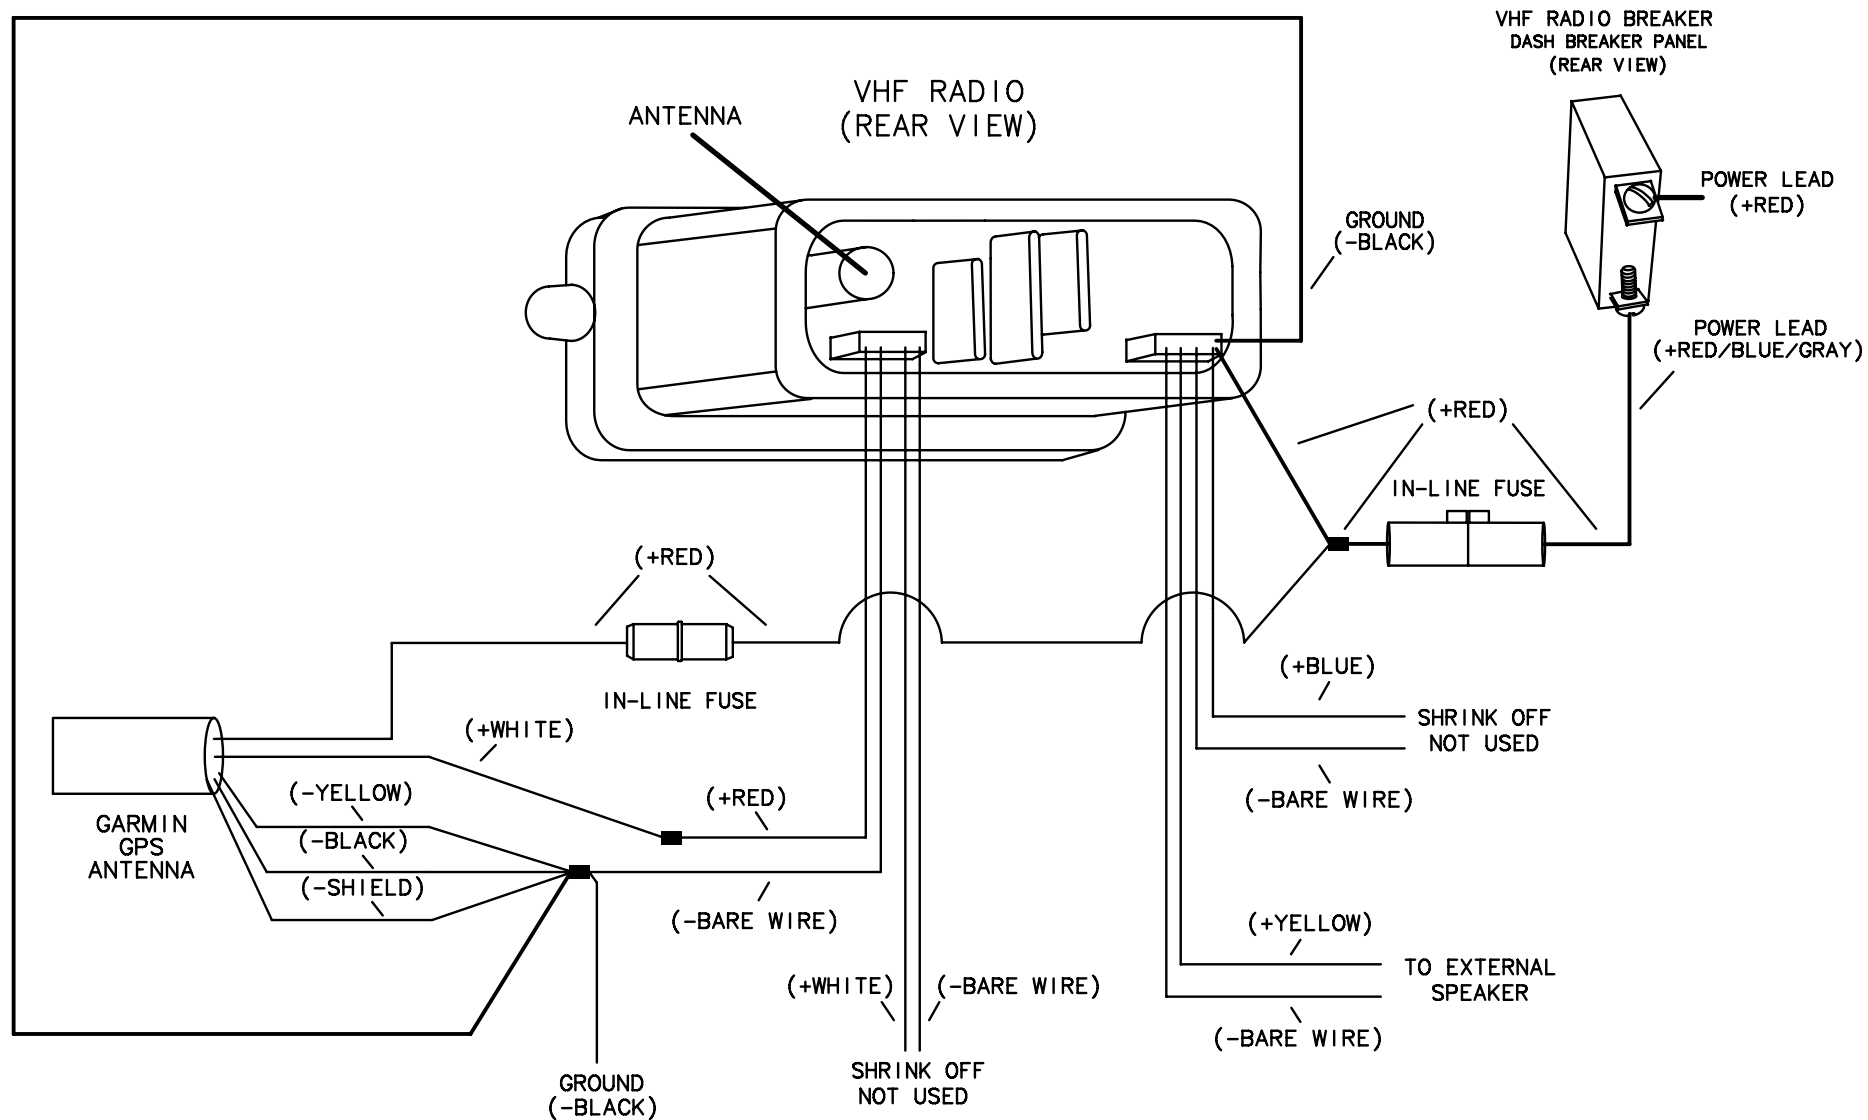 VHF RADIO BREAKER
DASH BREAKER PANEL
(REAR VIEW)
VHF RADIO
(REAR VIEW)
ANTENNA
POWER LEAD
(+RED)
GROUND
(-BLACK)
POWER LEAD
(+RED/BLUE/GRAY)
(+RED)
IN-LINE FUSE
(+RED)
IN-LINE FUSE
(+BLUE)
SHRINK OFF
NOT USED
(-BARE WIRE)
(+WHITE)
(-YELLOW)
(+RED)
(-BLACK)
(-SHIELD)
GARMIN
GPS
ANTENNA
(-BARE WIRE)
(+YELLOW)
TO EXTERNAL
SPEAKER
(-BARE WIRE)
(+WHITE)
(-BARE WIRE)
SHRINK OFF
NOT USED
GROUND
(-BLACK)